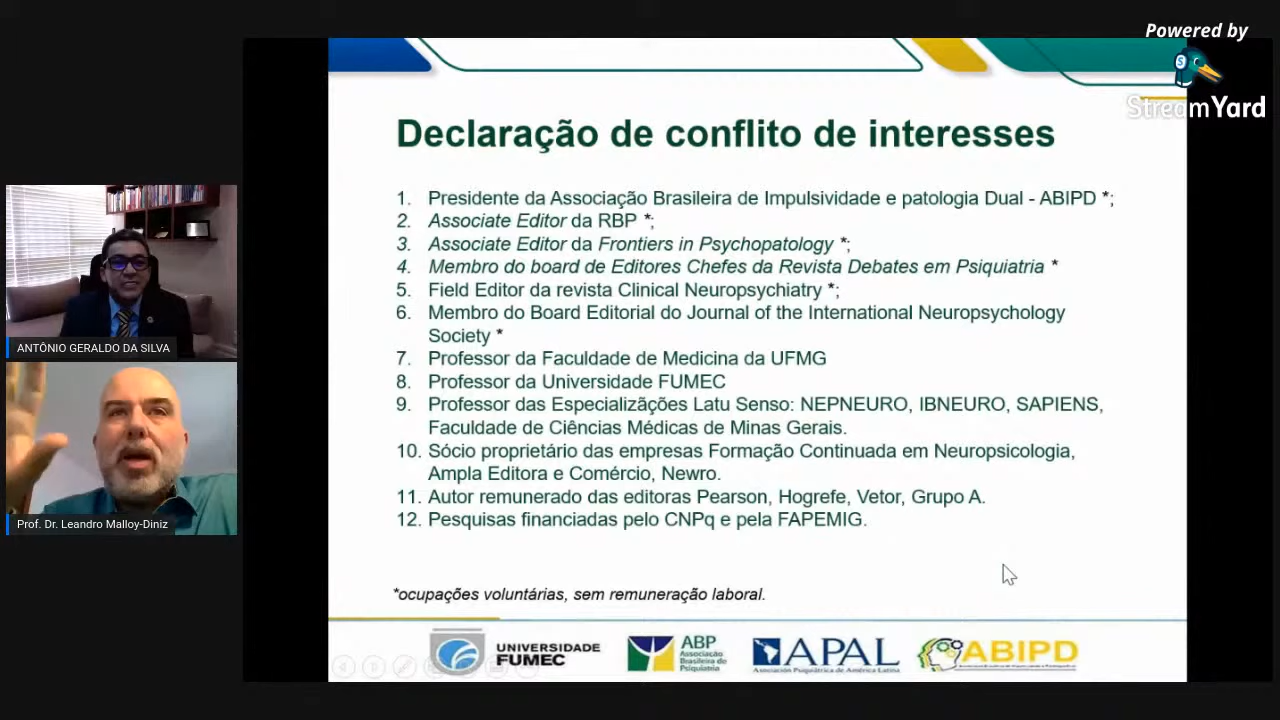 Powered by
StreamYard
Declaração de conflito de interesses
1. Presidente da Associação Brasileira de Impulsividade e patologia Dual - ABIPD *;
2. Associate Editor da RBP *;
3. Associate Editor da Frontiers in Psychopatology *;
4. Membro do board de Editores Chefes da Revista Debates em Psiquiatria *
5. Field Editor da revista Clinical Neuropsychiatry *;
6. Membro do Board Editorial do Journal of the International Neuropsychology
Society *
7. Professor da Faculdade de Medicina da UFMG
8. Professor da Universidade FUMEC
9. Professor das Especializãções Latu Senso: NEPNEURO, IBNEURO, SAPIENS,
Faculdade de Ciências Médicas de Minas Gerais.
10. Sócio proprietário das empresas Formação Continuada em Neuropsicologia,
Ampla Editora e Comércio, Newro.
11. Autor remunerado das editoras Pearson, Hogrefe, Vetor, Grupo A.
12. Pesquisas financiadas pelo CNPq e pela FAPEMIG.
*ocupações voluntárias, sem remuneração laboral.
ANTÔNIO GERALDO DA SILVA
Prof. Dr. Leandro Malloy-Diniz
UNIVERSIDADE
FUMEC
ABP
Associação
Brasileira de
Psiquiatria
APAL
Asociación Psiquiátrica de América Latina
ABIPD